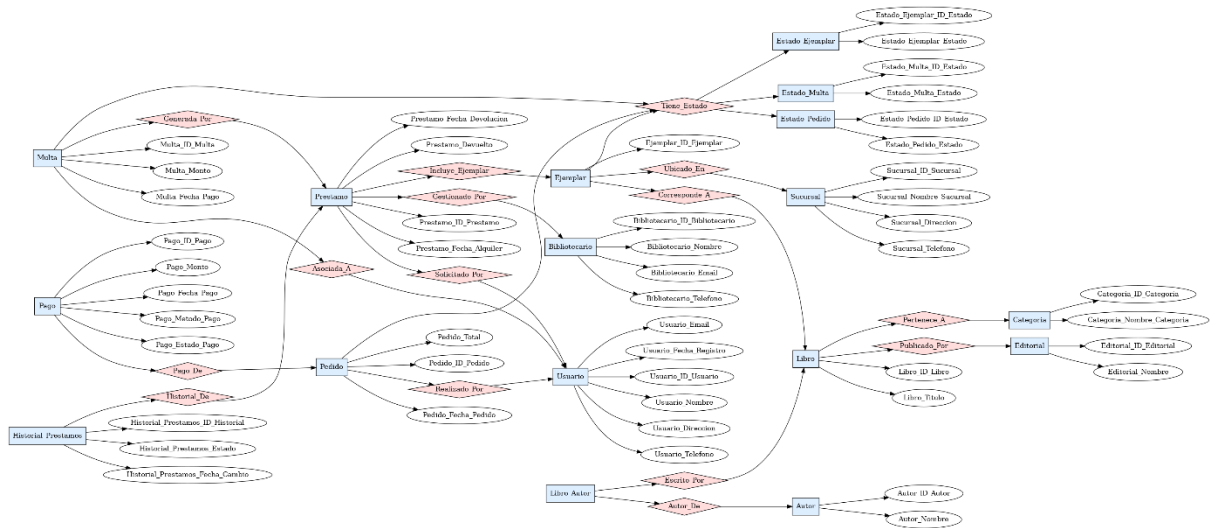 Estado_Ejemplar_ID_Estado
Estado_Ejemplar
Estado_Ejemplar_Estado
Estado_Multa_ID_Estado
Estado_Multa
Estado_Multa_Estado
Tiene_Estado
Estado_Pedido
Estado_Pedido_ID_Estado
Estado_Pedido_Estado
Generada_Por
Prestamo_Fecha_Devolucion
Multa
Multa_ID_Multa
Multa_Monto
Multa_Fecha_Pago
Prestamo_Devuelto
Incluye_Ejemplar
Prestamo
Gestionado_Por
Prestamo_ID_Prestamo
Prestamo_Fecha_Alquiler
Solicitado_Por
Asociada_A
Ejemplar_ID_Ejemplar
Ejemplar
Ubicado_En
Corresponde_A
Sucursal_ID_Sucursal
Sucursal
Sucursal_Nombre_Sucursal
Sucursal_Direccion
Sucursal_Telefono
Bibliotecario_ID_Bibliotecario
Bibliotecario
Bibliotecario_Nombre
Bibliotecario_Email
Bibliotecario_Telefono
Pago_ID_Pago
Pago_Monto
Pago
Pago_Fecha_Pago
Pago_Metodo_Pago
Pago_Estado_Pago
Pago_De
Pedido_Total
Pedido
Pedido_ID_Pedido
Realizado_Por
Pedido_Fecha_Pedido
Usuario_Email
Usuario_Fecha_Registro
Usuario
Usuario_ID_Usuario
Usuario_Nombre
Usuario_Direccion
Usuario_Telefono
Categoria_ID_Categoria
Pertenece_A
Categoria
Categoria_Nombre_Categoria
Libro
Publicado_Por
Editorial
Editorial_ID_Editorial
Libro_ID_Libro
Editorial_Nombre
Libro_Titulo
Historial_De
Historial_Prestamos
Historial_Prestamos_ID_Historial
Historial_Prestamos_Estado
Historial_Prestamos_Fecha_Cambio
Escrito_Por
Libro_Autor
Autor_De
Autor
Autor_ID_Autor
Autor_Nombre